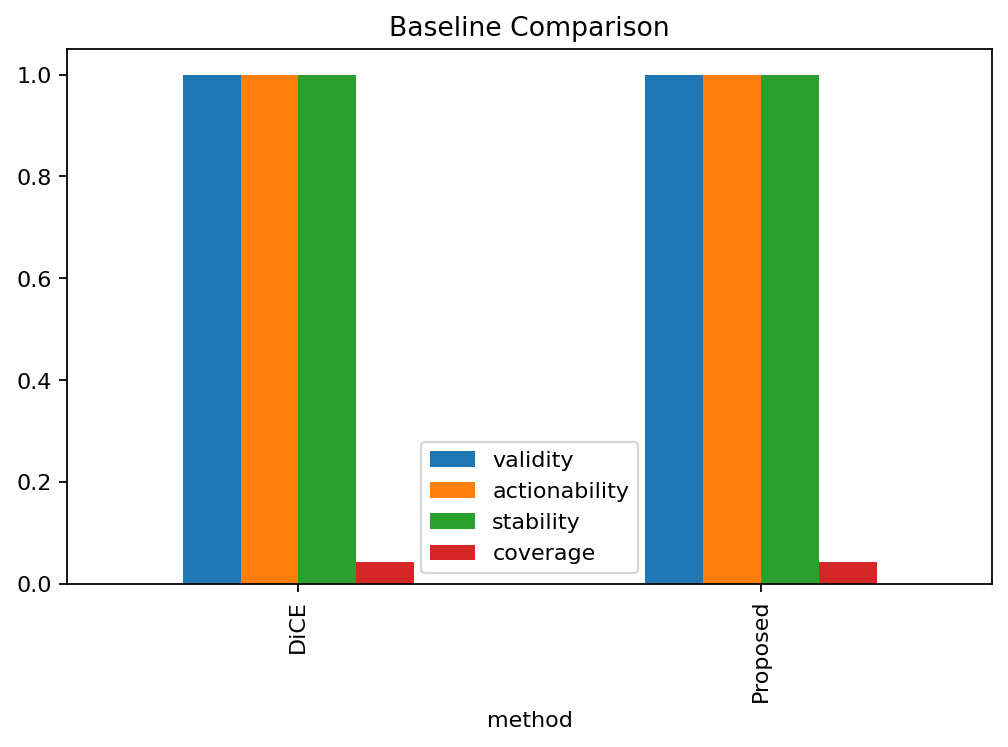 Baseline Comparison
1.0
0.8
0.6
0.4
0.2
0.0
validity
actionability
stability
coverage
DiCE
Proposed
method